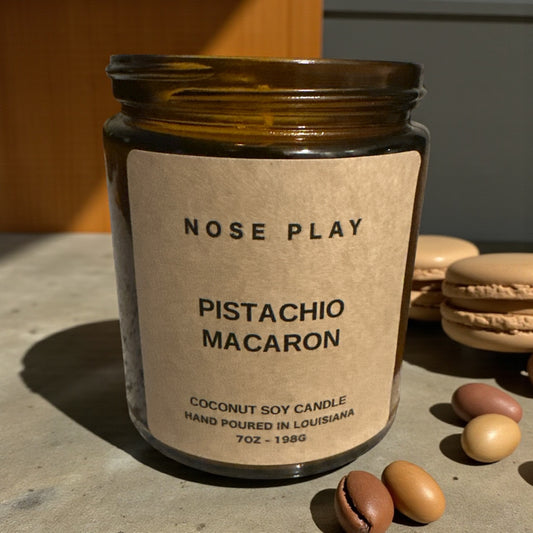 NOSE PLAY
PISTACHIO
MACARON
COCONUT SOY CANDLE
HAND POURED IN LOUISIANA
7OZ - 198G